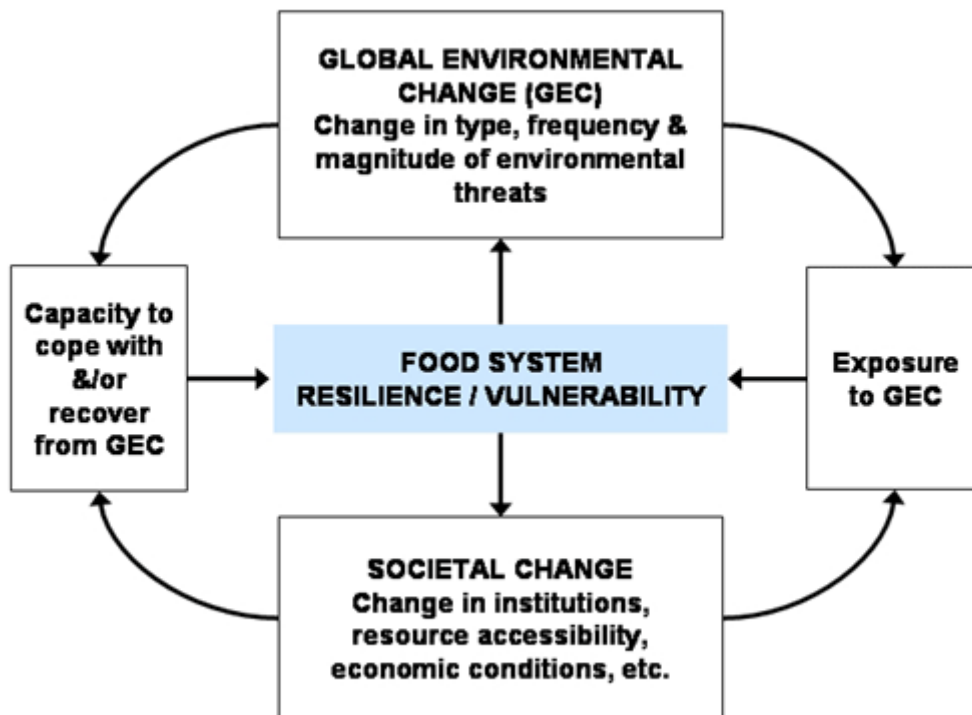 GLOBAL ENVIRONMENTAL
CHANGE (GEC)
Change in type, frequency &
magnitude of environmental
threats
Capacity to
cope with
&/or
recover
from GEC
FOOD SYSTEM
RESILIENCE / VULNERABILITY
Exposure
to GEC
SOCIETAL CHANGE
Change in institutions,
resource accessibility,
economic conditions, etc.